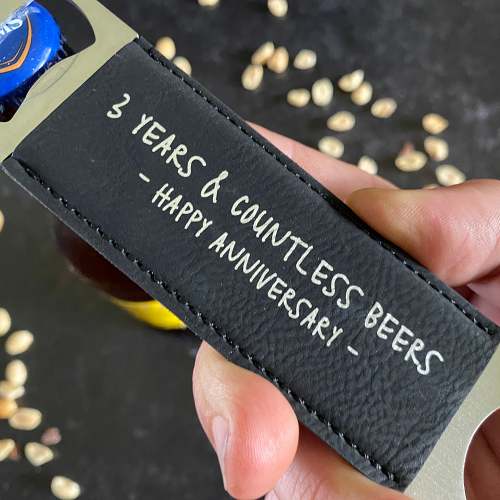 3 YEARS & COUNTLESS BEERS
- HAPPY ANNIVERSARY -